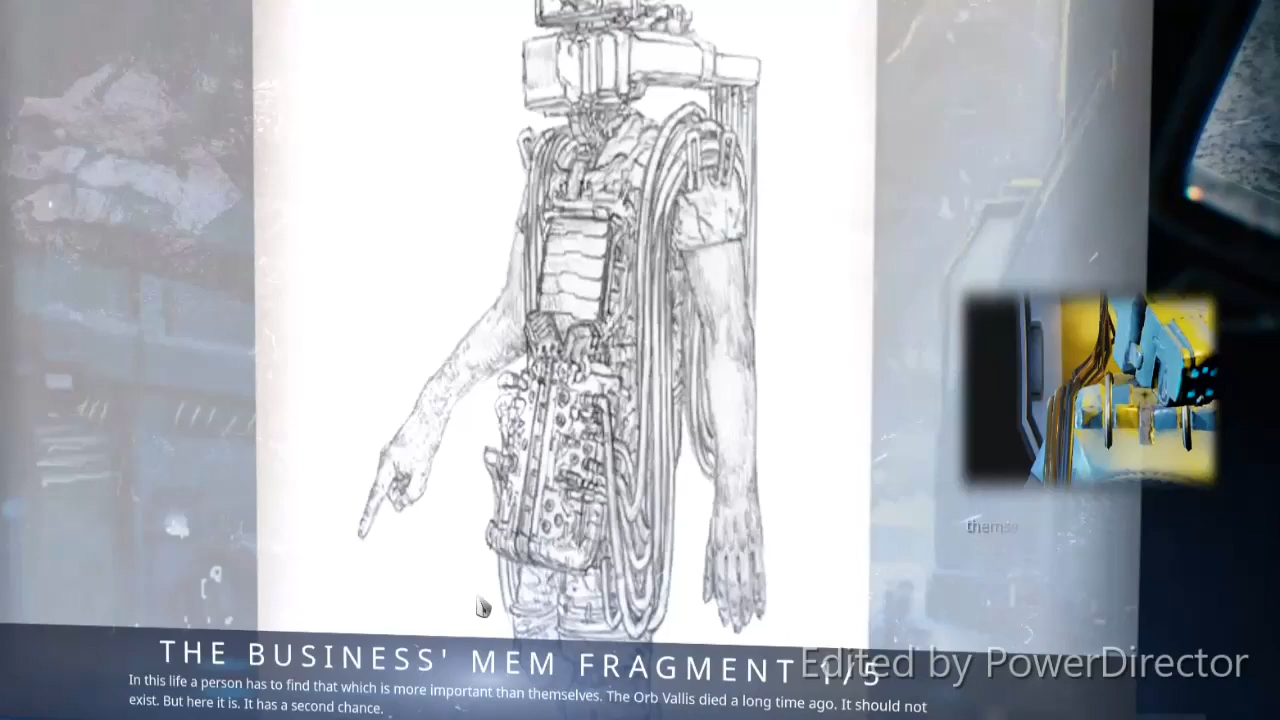 themse
THE BUSINESS' MEM FRAGMENT 1/5
Edited by PowerDirector
In this life a person has to find that which is more important than themselves. The Orb Vallis died a long time ago. It should not
exist. But here it is. It has a second chance.